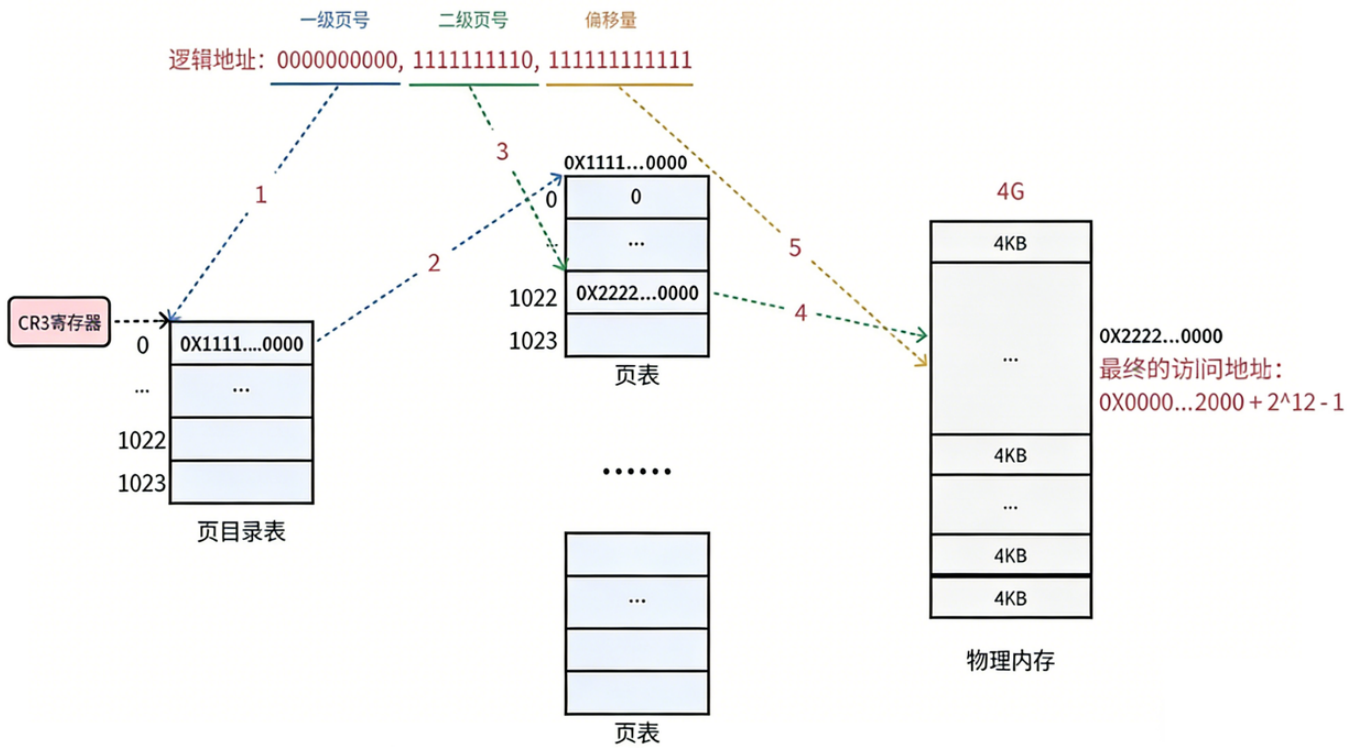 一级页号
二级页号
偏移量
逻辑地址：0000000000, 1111111110, 111111111111
1
2
3
4
5
CR3寄存器
0
0X1111....0000
...
...
1022
1023
页目录表
0X1111...0000
0
0
...
...
1022
0X2222...0000
1023
页表
......
...
页表
4G
4KB
...
4KB
...
4KB
4KB
物理内存
0X2222...0000
最终的访问地址：
0X0000...2000 + 2^12 - 1